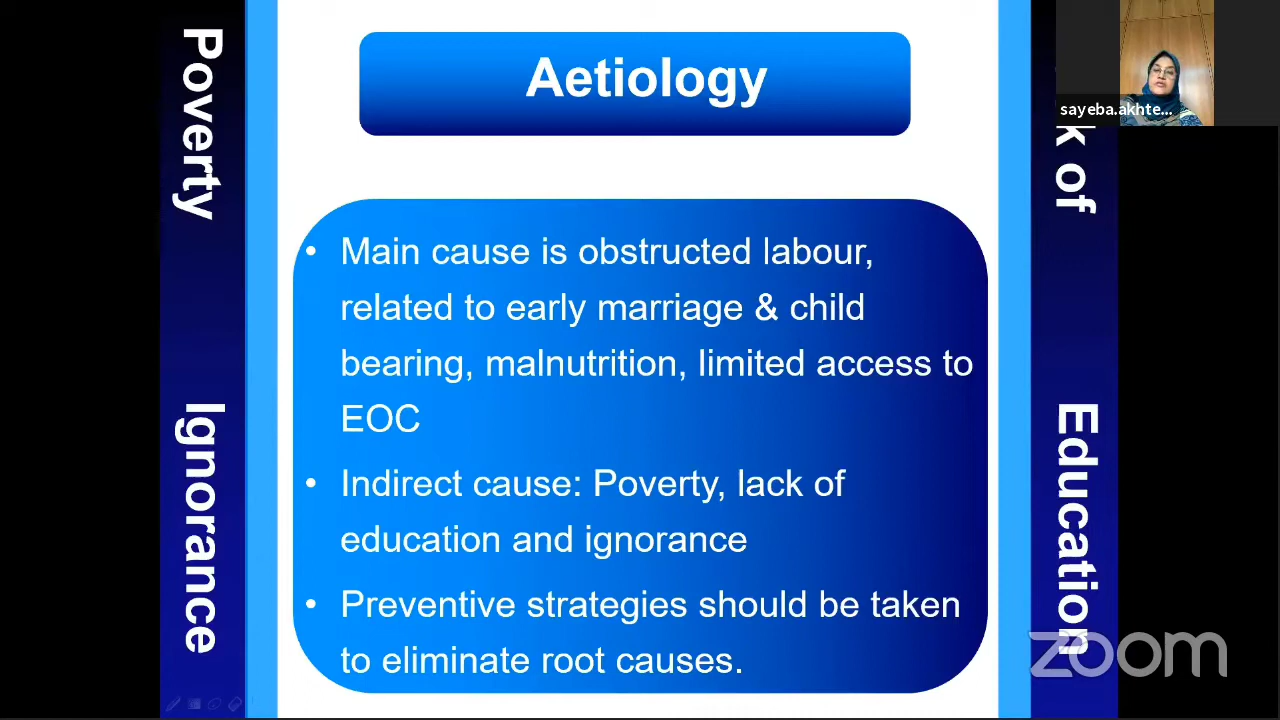 Aetiology
Poverty
Ignorance
• Main cause is obstructed labour,
related to early marriage & child
bearing, malnutrition, limited access to
EOC
• Indirect cause: Poverty, lack of
education and ignorance
• Preventive strategies should be taken
to eliminate root causes.
k of
Education
sayeba.akhte...
zoom